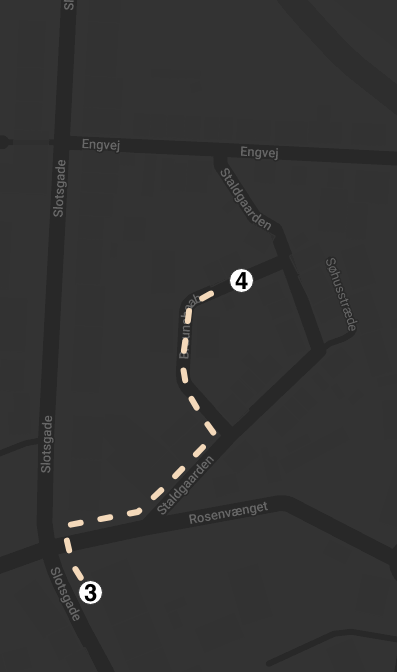 Engvej
Engvej
Slotsgade
Staldgaarden
Søhusstræde
4
Slotsgade
Staldgaarden
Rosenvænget
Slotsgade
3